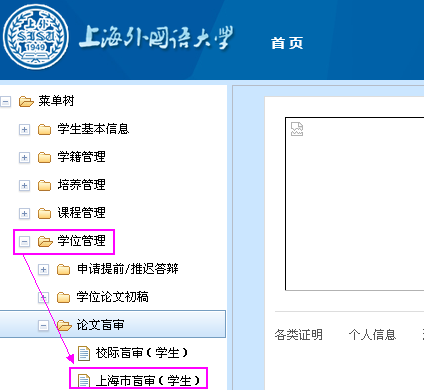 SISU
1949
上海外国语大学
首页
菜单树
学生基本信息
学籍管理
培养管理
课程管理
学位管理
申请提前/推迟答辩
学位论文初稿
论文盲审
校际盲审（学生）
上海市盲审（学生）
各类证明 个人信息